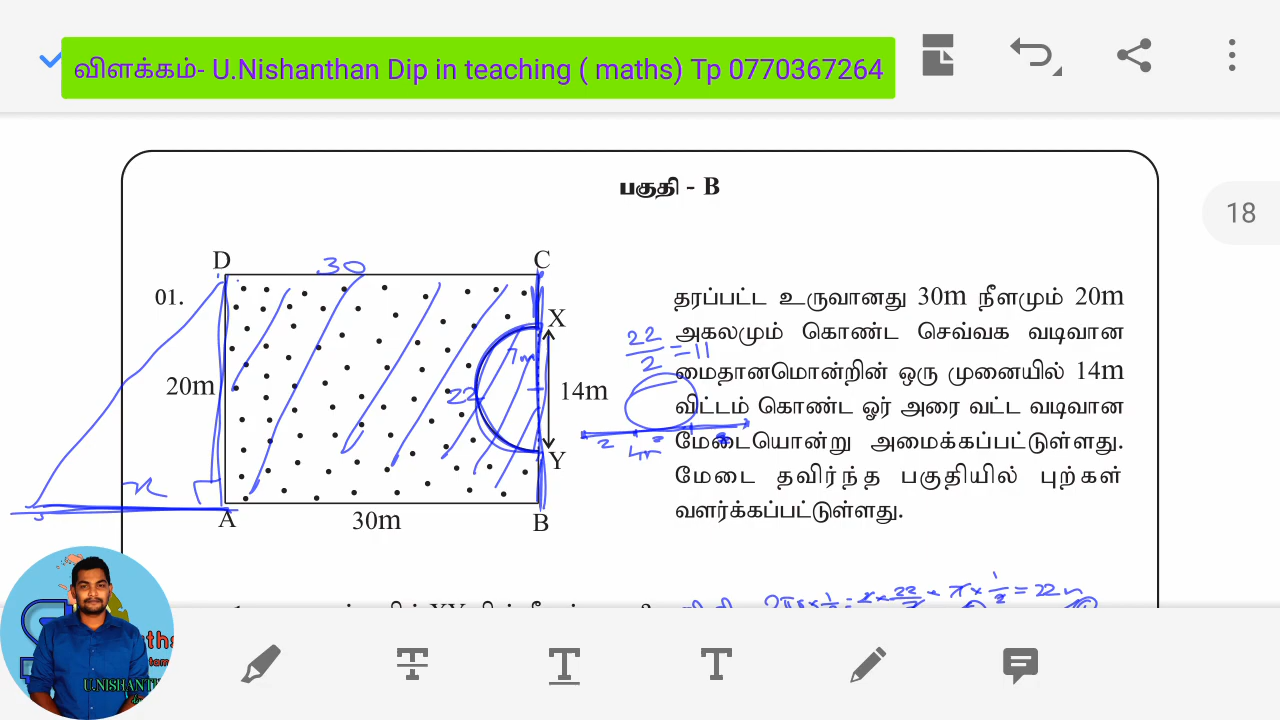 விளக்கம்- U.Nishanthan Dip in teaching ( maths) Tp 0770367264
18
பகுதி - B
01.
D
30
C
X
20m
7m
22
14m
Y
x
A
30m
B
தரப்பட்ட உருவானது 30m நீளமும் 20m
அகலமும் கொண்ட செவ்வக வடிவான
22/2 = 11
மைதானமொன்றின் ஒரு முனையில் 14m
விட்டம் கொண்ட ஓர் அரை வட்ட வடிவான
மேடையொன்று அமைக்கப்பட்டுள்ளது.
மேடை தவிர்ந்த பகுதியில் புற்கள்
வளர்க்கப்பட்டுள்ளது.
U.NISHANTH